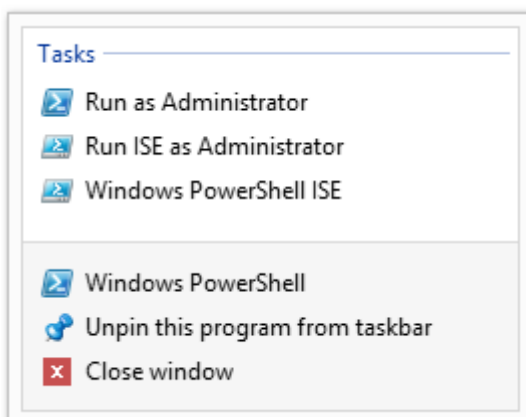 Tasks
Run as Administrator
Run ISE as Administrator
Windows PowerShell ISE
Windows PowerShell
Unpin this program from taskbar
Close window